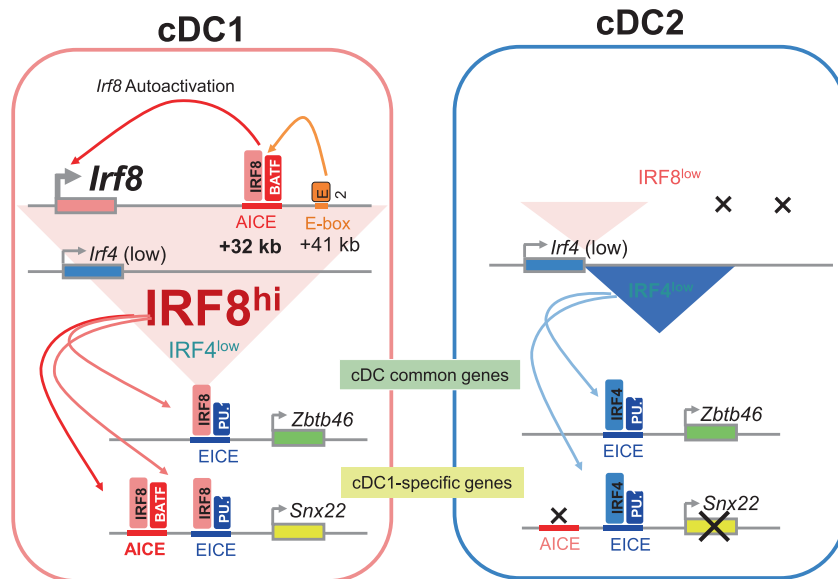 cDC1
cDC2
Irf8 Autoactivation
Irf8
IRF8
BATF
E
2
AICE
E-box
+32 kb
+41 kb
Irf4 (low)
IRF8hi
IRF4low
IRF8
PU.
Zbtb46
EICE
IRF8
BATF
IRF8
PU.
Snx22
AICE
EICE
cDC common genes
cDC1-specific genes
IRF8low
×
×
Irf4 (low)
IRF4low
IRF4
PU.
Zbtb46
EICE
×
IRF4
PU.
Snx22
AICE
EICE